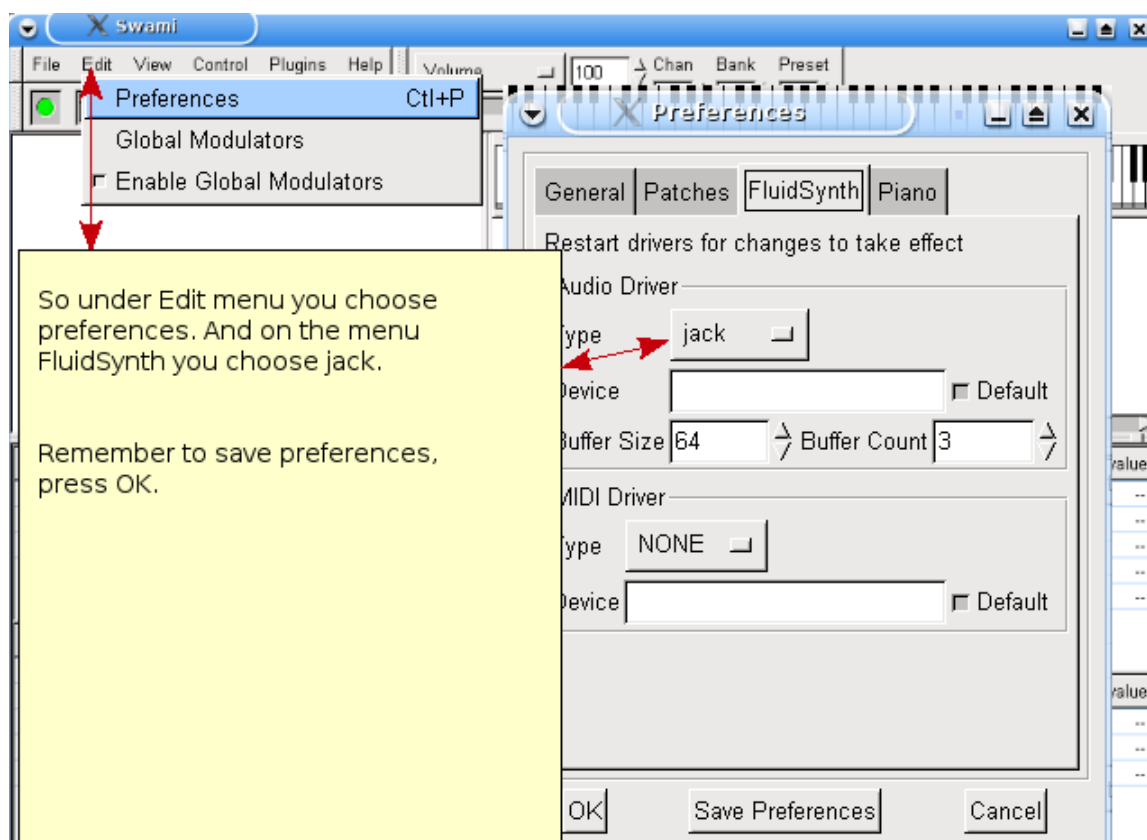 Swami
File Edit View Control Plugins Help
Volume 100 Chan Bank Preset
Preferences Ctl+P
Global Modulators
Enable Global Modulators
So under Edit menu you choose
preferences. And on the menu
FluidSynth you choose jack.
Remember to save preferences,
press OK.
Preferences
General Patches FluidSynth Piano
Restart drivers for changes to take effect
Audio Driver
Type jack
Device Default
Buffer Size 64 Buffer Count 3
MIDI Driver
Type NONE
Device Default
OK Save Preferences Cancel
value
--
--
--
--
--
value
--
--
--